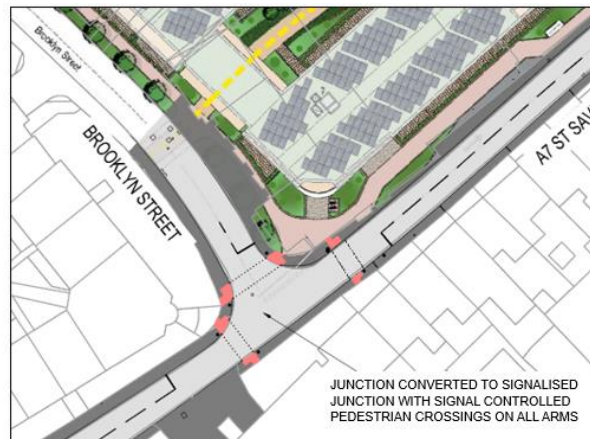 Brooklyn Street
BROOKLYN STREET
A7 ST SAV
JUNCTION CONVERTED TO SIGNALISED
JUNCTION WITH SIGNAL CONTROLLED
PEDESTRIAN CROSSINGS ON ALL ARMS